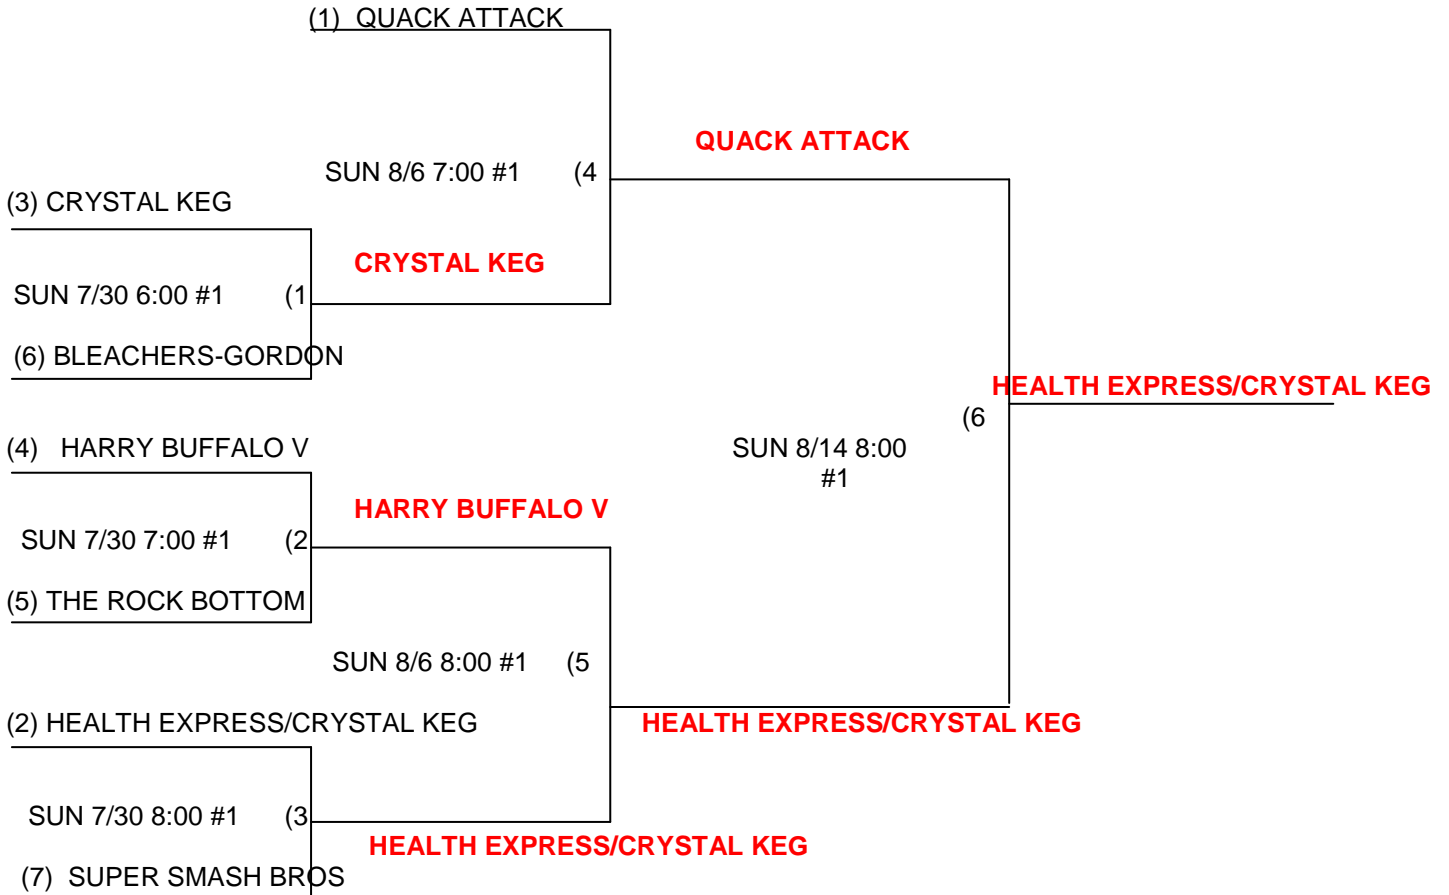 (1) QUACK ATTACK
QUACK ATTACK
SUN 8/6 7:00 #1 (4
(3) CRYSTAL KEG
CRYSTAL KEG
SUN 7/30 6:00 #1 (1
(6) BLEACHERS-GORDON
HEALTH EXPRESS/CRYSTAL KEG
(6
(4) HARRY BUFFALO V
SUN 8/14 8:00
#1
HARRY BUFFALO V
SUN 7/30 7:00 #1 (2
(5) THE ROCK BOTTOM
SUN 8/6 8:00 #1 (5
(2) HEALTH EXPRESS/CRYSTAL KEG
HEALTH EXPRESS/CRYSTAL KEG
SUN 7/30 8:00 #1 (3
HEALTH EXPRESS/CRYSTAL KEG
(7) SUPER SMASH BROS